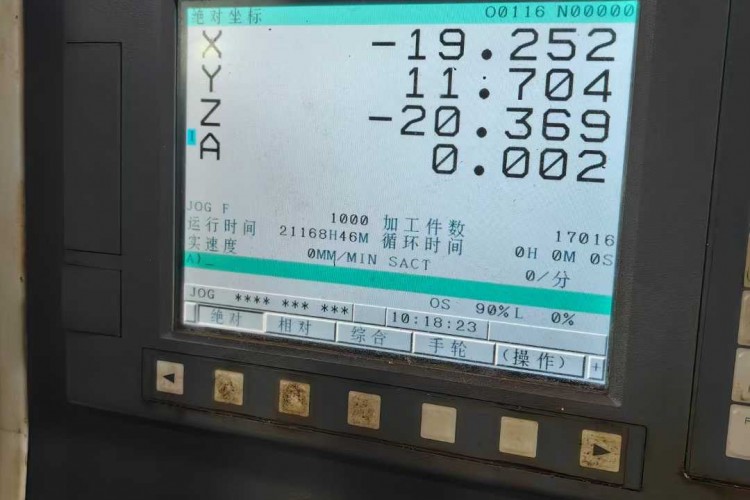 绝对坐标 O0116 N00000
X -19.252
Y 11.704
Z -20.369
A 0.002
JOG F 1000 加工件数 17016
运行时间 21168H46M 循环时间 0H 0M 0S
实速度 0MM/MIN SACT 0/分
A)_
OS 90% L 0%
JOG **** *** *** 10:18:23
绝对 相对 综合 手轮 (操作) +